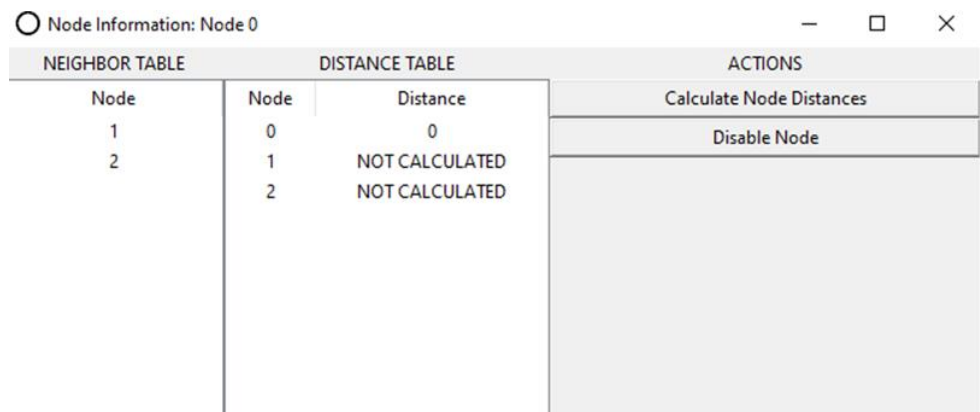 Node Information: Node 0
NEIGHBOR TABLE DISTANCE TABLE ACTIONS
Node Node Distance Calculate Node Distances
1 0 0 Disable Node
2 1 NOT CALCULATED
2 NOT CALCULATED